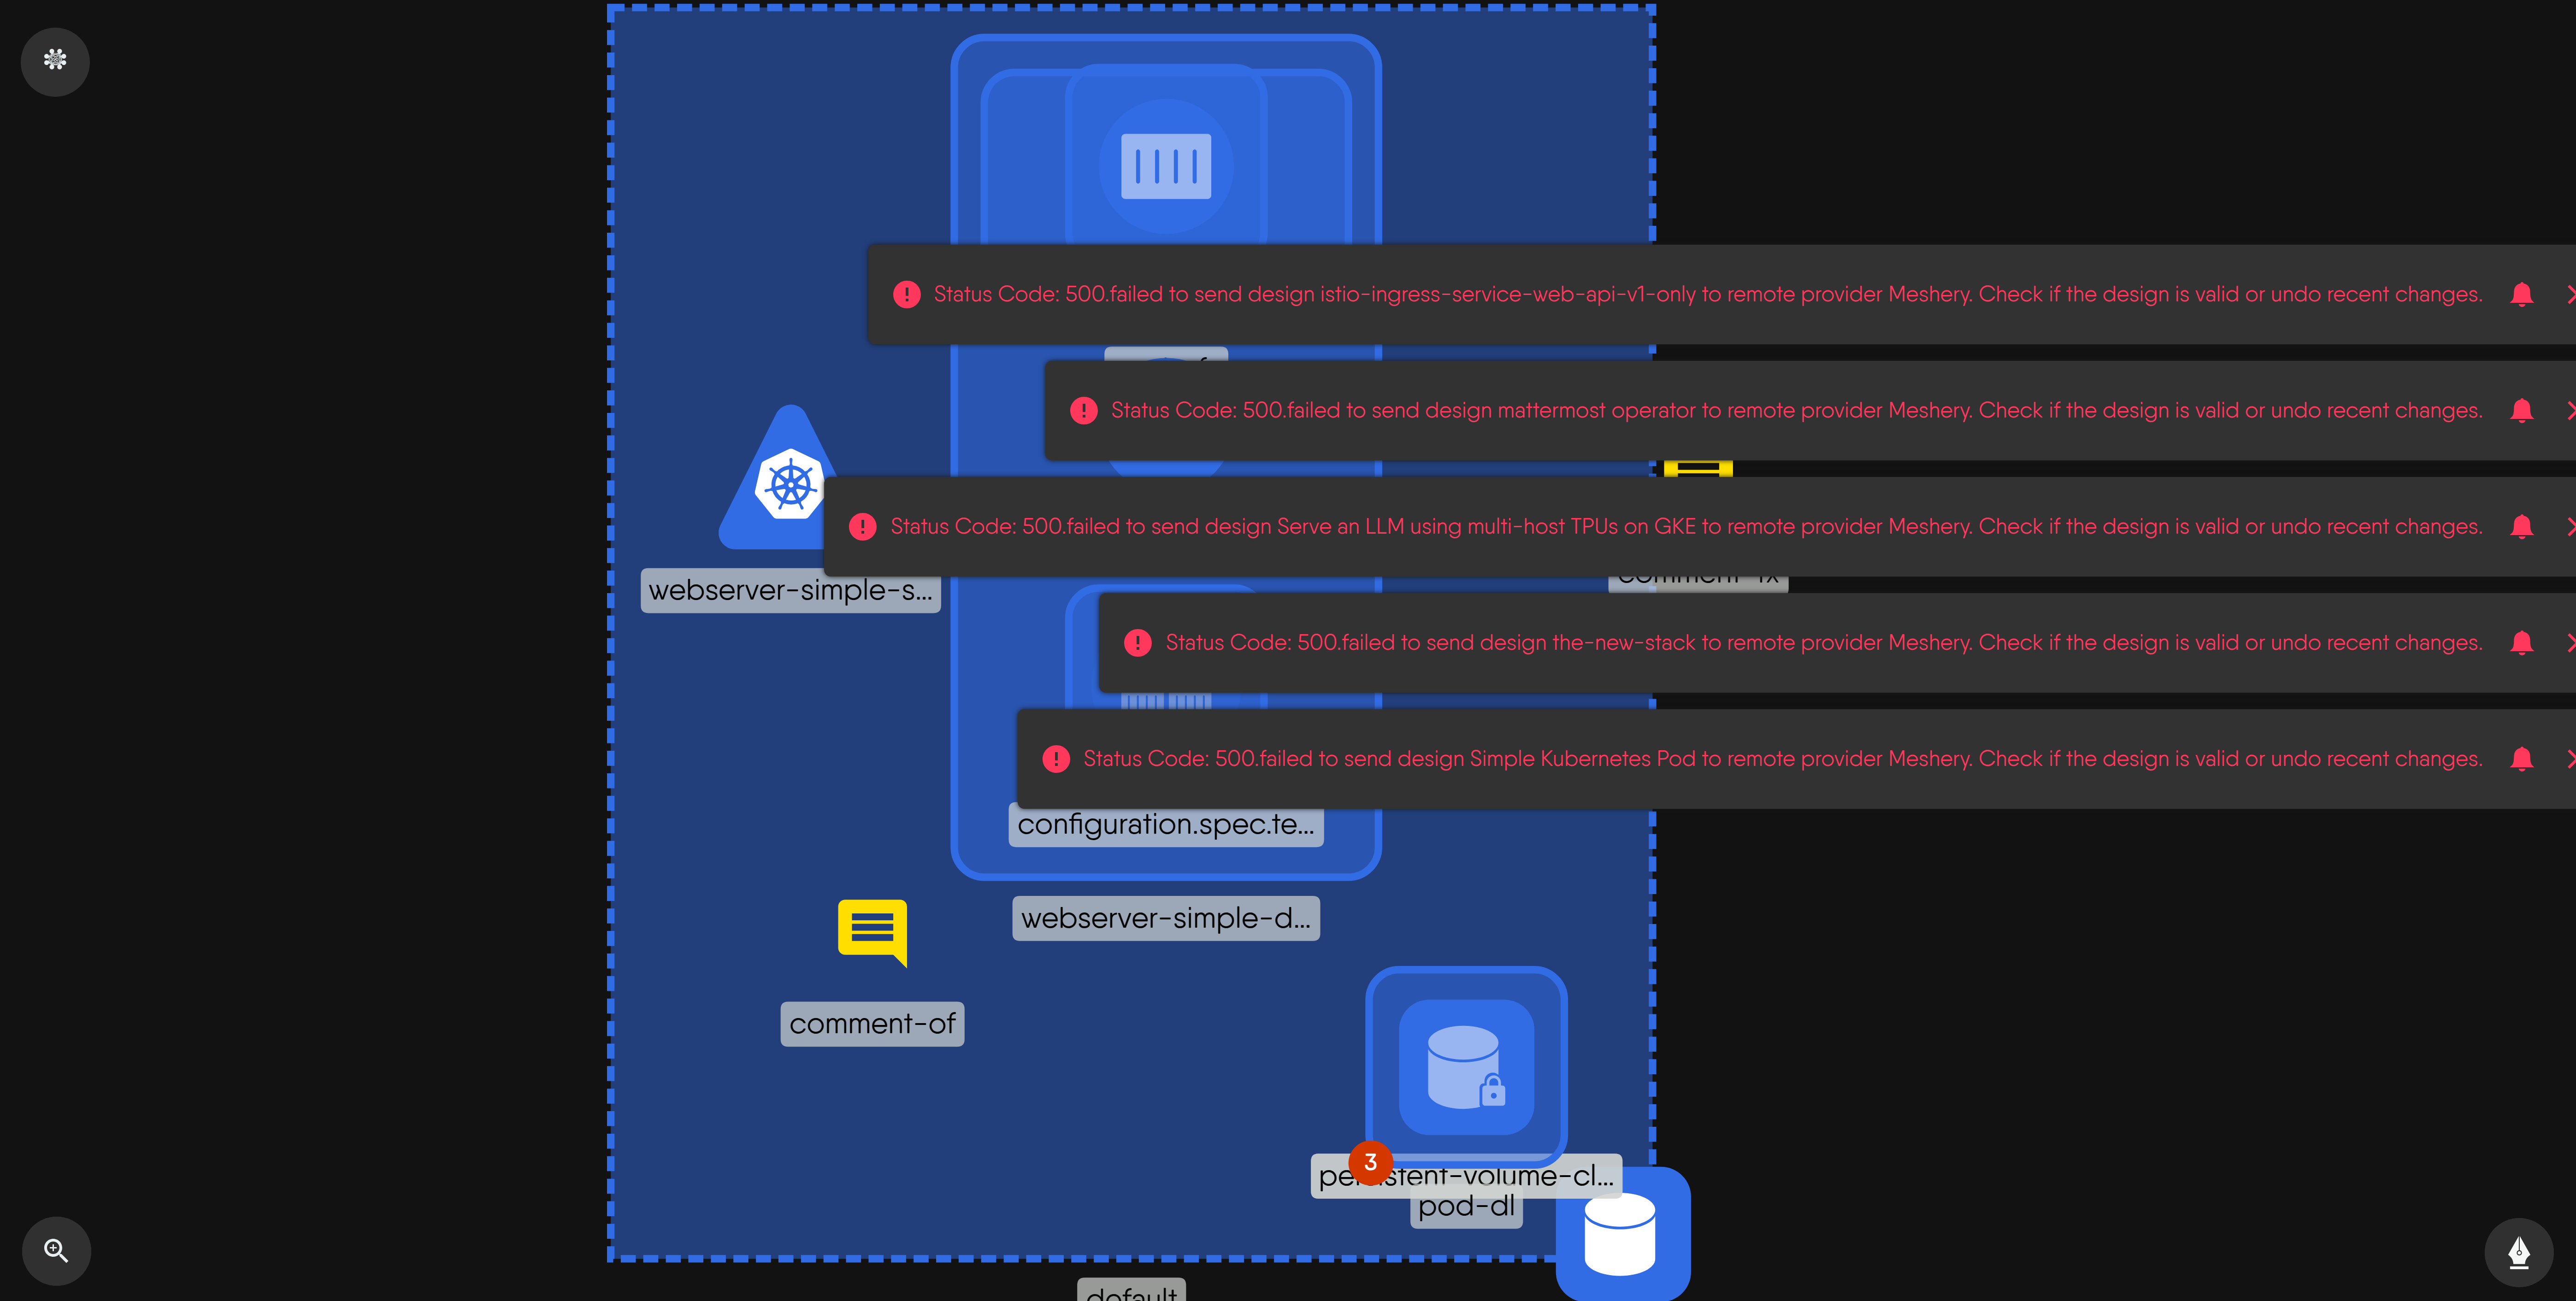 Status Code: 500.failed to send design istio-ingress-service-web-api-v1-only to remote provider Meshery. Check if the design is valid or undo recent changes.
Status Code: 500.failed to send design mattermost operator to remote provider Meshery. Check if the design is valid or undo recent changes.
Status Code: 500.failed to send design Serve an LLM using multi-host TPUs on GKE to remote provider Meshery. Check if the design is valid or undo recent changes.
webserver-simple-s...
Status Code: 500.failed to send design the-new-stack to remote provider Meshery. Check if the design is valid or undo recent changes.
Status Code: 500.failed to send design Simple Kubernetes Pod to remote provider Meshery. Check if the design is valid or undo recent changes.
configuration.spec.te...
webserver-simple-d...
comment-of
3
pod-dl
default